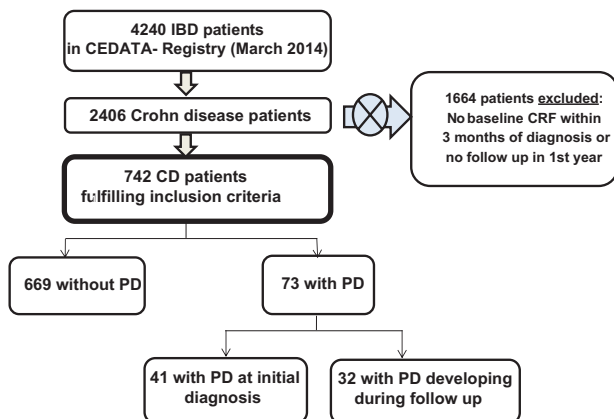 4240 IBD patients
in CEDATA- Registry (March 2014)
2406 Crohn disease patients
1664 patients excluded:
No baseline CRF within
3 months of diagnosis or
no follow up in 1st year
742 CD patients
fulfilling inclusion criteria
669 without PD
73 with PD
41 with PD at initial
diagnosis
32 with PD developing
during follow up